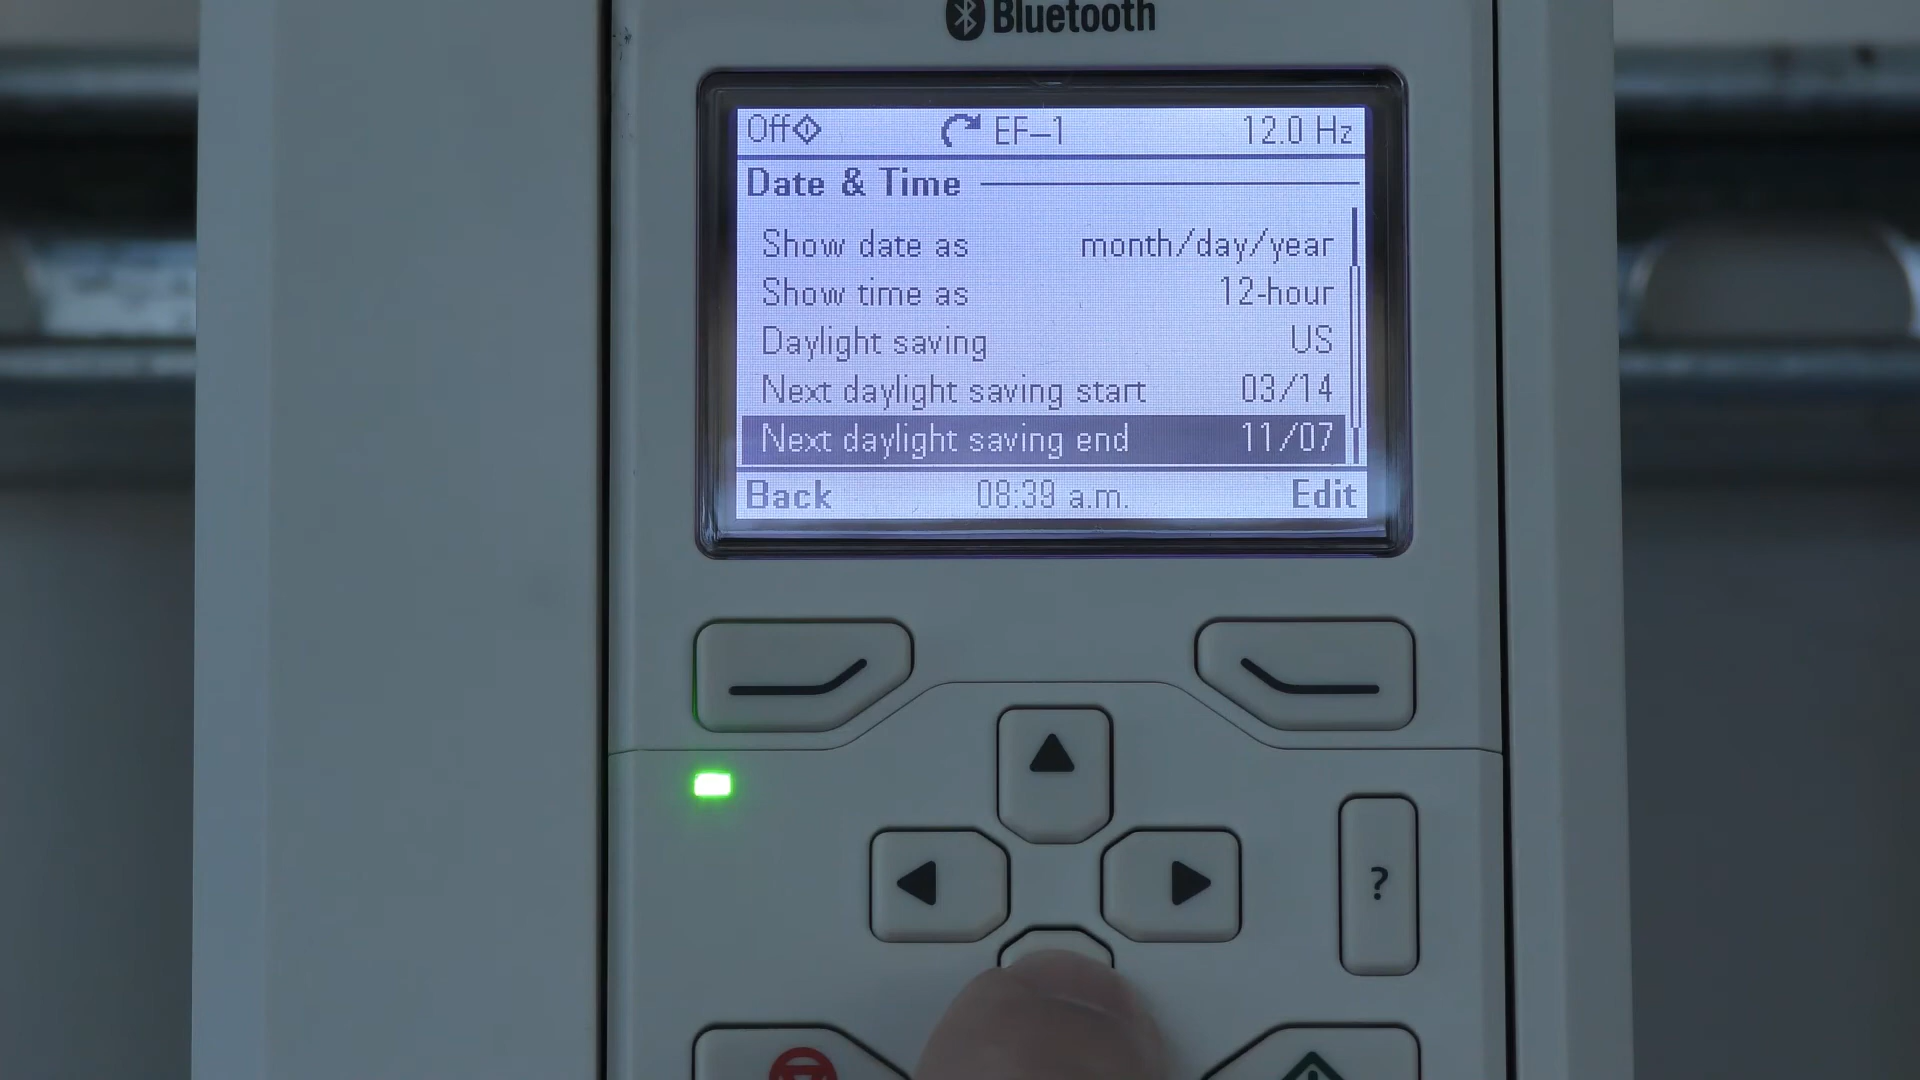 Bluetooth
Off EF-1 12.0 Hz
Date & Time
Show date as month/day/year
Show time as 12-hour
Daylight saving US
Next daylight saving start 03/14
Next daylight saving end 11/07
Back 08:39 a.m. Edit
?